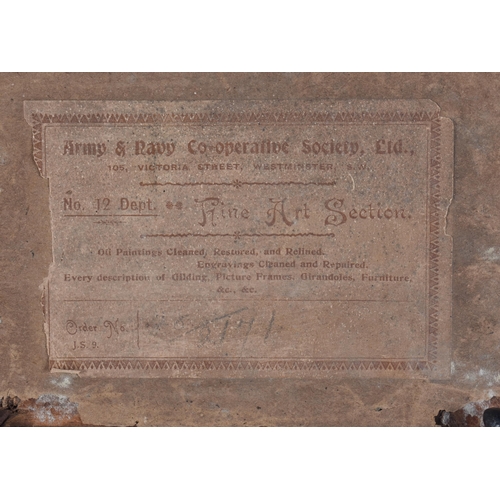 Army & Navy Co-operative Society, Ltd.,
105, VICTORIA STREET, WESTMINSTER, S.W.
No. 12 Dept. Fine Art Section.
Oil Paintings Cleaned, Restored, and Relined.
Engravings Cleaned and Repaired.
Every description of Gilding, Picture Frames, Girandoles, Furniture,
&c., &c.
Order No.
J.S.9.